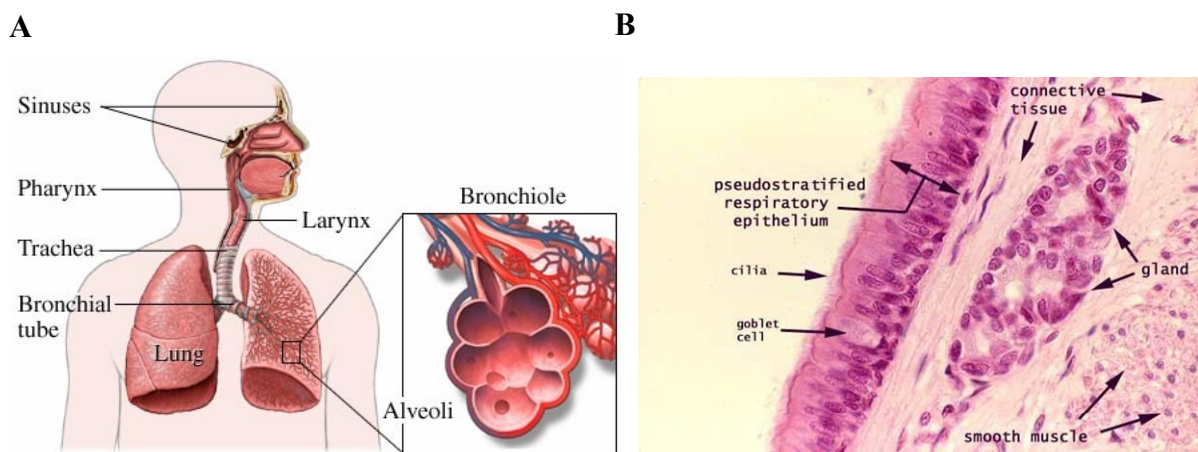 A
Sinuses
Pharynx
Larynx
Trachea
Bronchial
tube
Lung
Alveoli
Bronchiole
B
connective
tissue
pseudostratified
respiratory
epithelium
cilia
gland
goblet
cell
smooth muscle